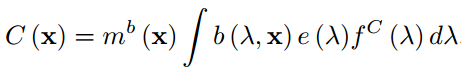 C (x) = m^b (x) ∫ b (λ, x) e (λ) f^C (λ) dλ.